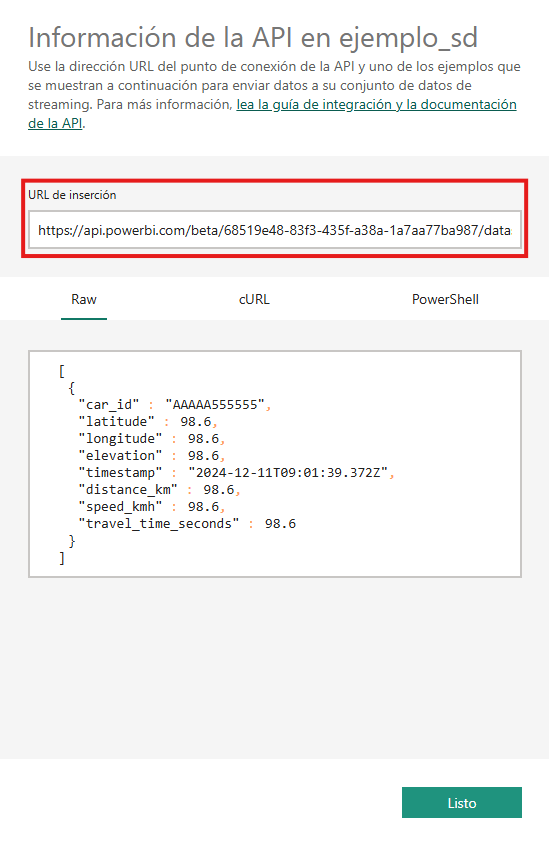 Información de la API en ejemplo_sd
Use la dirección URL del punto de conexión de la API y uno de los ejemplos que
se muestran a continuación para enviar datos a su conjunto de datos de
streaming. Para más información, lea la guía de integración y la documentación
de la API.
URL de inserción
https://api.powerbi.com/beta/68519e48-83f3-435f-a38a-1a7aa77ba987/data
Raw cURL PowerShell
[
{
"car_id" : "AAAAA555555",
"latitude" : 98.6,
"longitude" : 98.6,
"elevation" : 98.6,
"timestamp" : "2024-12-11T09:01:39.372Z",
"distance_km" : 98.6,
"speed_kmh" : 98.6,
"travel_time_seconds" : 98.6
}
]
Listo